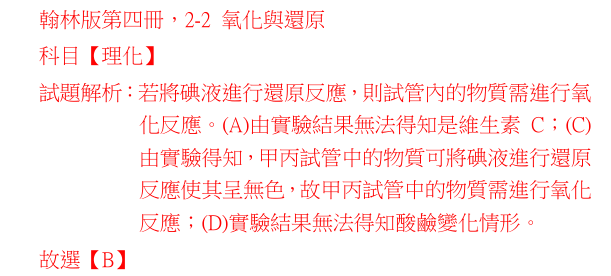 翰林版第四冊，2-2 氧化與還原
科目【理化】
試題解析：若將碘液進行還原反應，則試管內的物質需進行氧
化反應。(A)由實驗結果無法得知是維生素 C；(C)
由實驗得知，甲丙試管中的物質可將碘液進行還原
反應使其呈無色，故甲丙試管中的物質需進行氧化
反應；(D)實驗結果無法得知酸鹼變化情形。
故選【B】